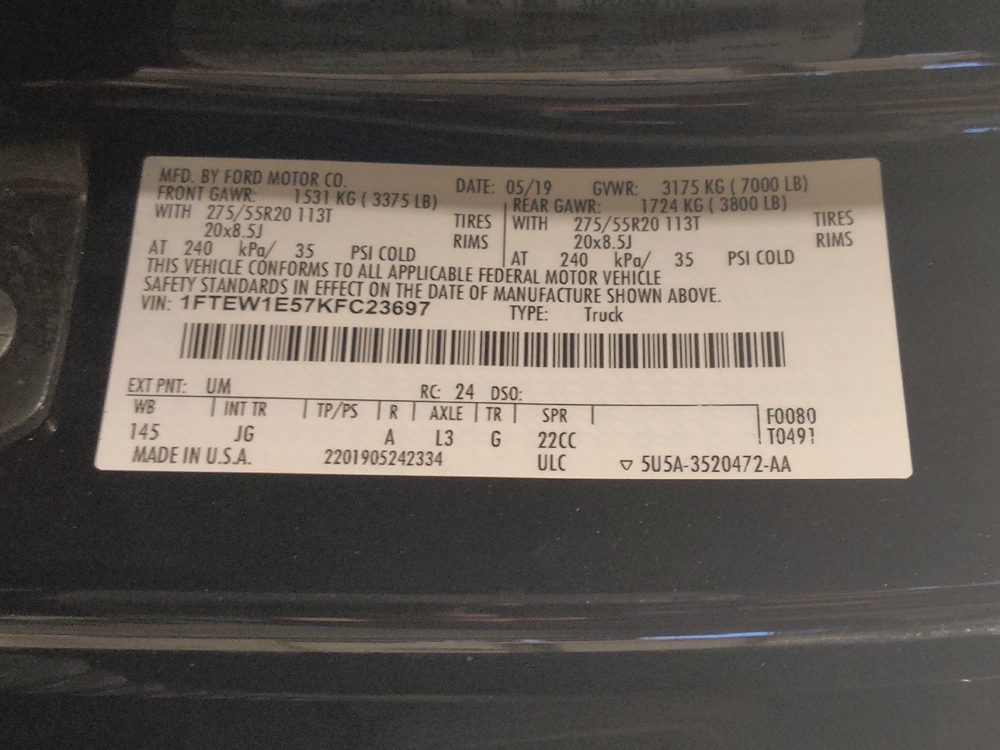 MFD. BY FORD MOTOR CO. DATE: 05/19 GVWR: 3175 KG ( 7000 LB)
FRONT GAWR: 1531 KG ( 3375 LB) REAR GAWR: 1724 KG ( 3800 LB)
WITH 275/55R20 113T TIRES WITH 275/55R20 113T TIRES
20x8.5J RIMS 20x8.5J RIMS
AT 240 kPa/ 35 PSI COLD AT 240 kPa/ 35 PSI COLD
THIS VEHICLE CONFORMS TO ALL APPLICABLE FEDERAL MOTOR VEHICLE
SAFETY STANDARDS IN EFFECT ON THE DATE OF MANUFACTURE SHOWN ABOVE.
VIN: 1FTEW1E57KFC23697 TYPE: Truck
EXT PNT: UM RC: 24 DSO:
WB INT TR TP/PS R AXLE TR SPR F0080
145 JG A L3 G 22CC T0491
MADE IN U.S.A. 2201905242334 ULC ▽ 5U5A-3520472-AA